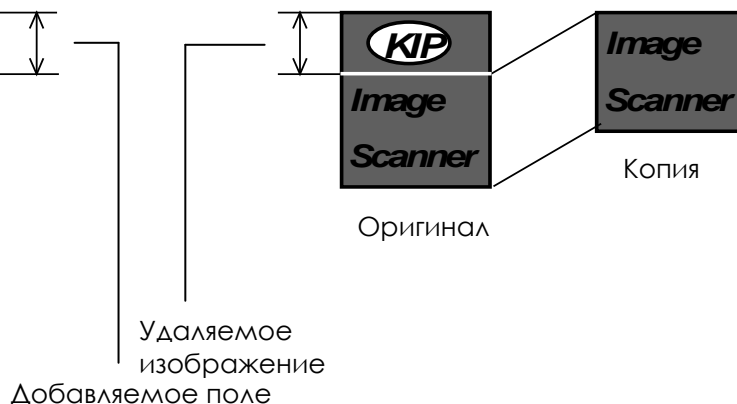 KIP
Image
Scanner
Image
Scanner
Копия
Оригинал
Удаляемое
изображение
Добавляемое поле